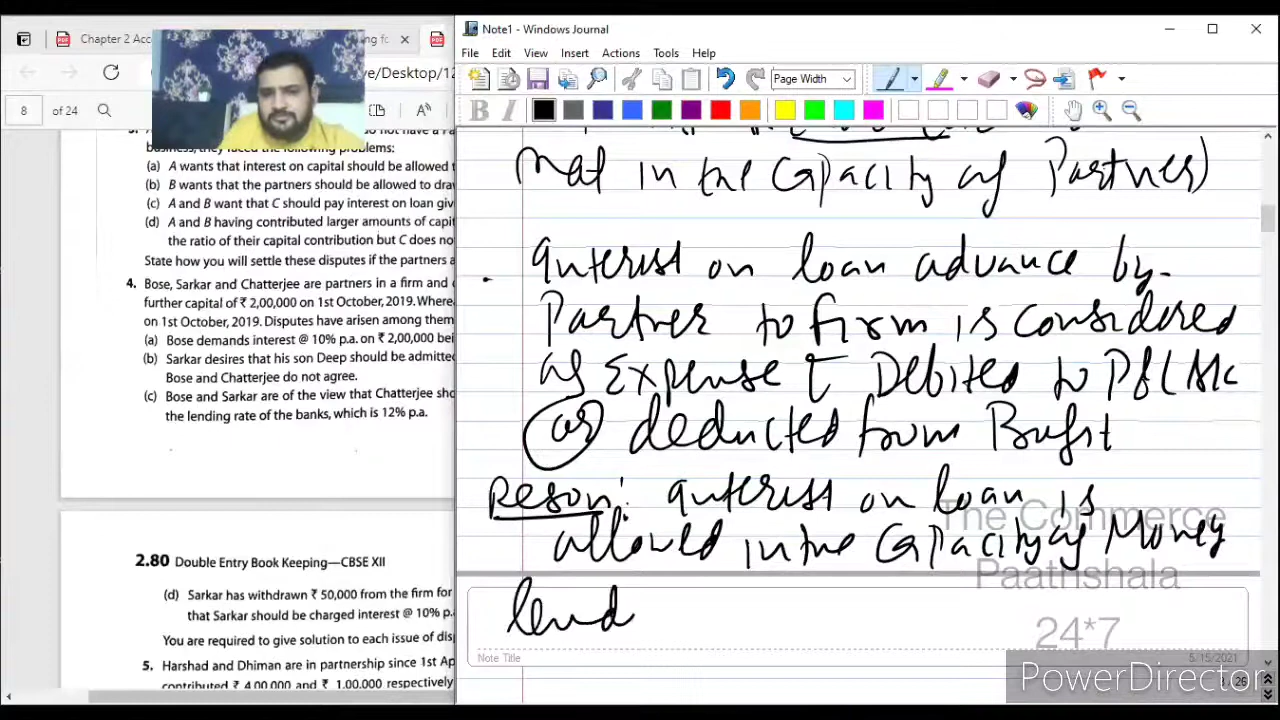 Note1 - Windows Journal
Chapter 2 Acc
ng fo
File Edit View Insert Actions Tools Help
ve/Desktop/12
Page Width
8 of 24
B I
business, they faced the following problems:
(a) A wants that interest on capital should be allowed t
(b) B wants that the partners should be allowed to dra
(c) A and B want that C should pay interest on loan giv
(d) A and B having contributed larger amounts of capi
the ratio of their capital contribution but C does no
State how you will settle these disputes if the partners a
4. Bose, Sarkar and Chatterjee are partners in a firm and
further capital of ₹ 2,00,000 on 1st October, 2019. Where
on 1st October, 2019. Disputes have arisen among them
(a) Bose demands interest @ 10% p.a. on ₹ 2,00,000 bei
(b) Sarkar desires that his son Deep should be admitted
Bose and Chatterjee do not agree.
(c) Bose and Sarkar are of the view that Chatterjee sho
the lending rate of the banks, which is 12% p.a.
2.80 Double Entry Book Keeping—CBSE XII
(d) Sarkar has withdrawn ₹ 50,000 from the firm for
that Sarkar should be charged interest @ 10% p.
You are required to give solution to each issue of dis
5. Harshad and Dhiman are in partnership since 1st Ap
contributed ₹ 4,00,000 and ₹ 1,00,000 respectively
in the Capacity of Partner)
. Interest on loan advance by
Partner to firm is considered
as Expense & Debited to P&L A/c
or deducted from Profit
Reson: Interest on loan is
allowed in the Capacity of Money
lend
The Commerce
Paathshala
24*7
Note Title
5/15/2021
PowerDirector